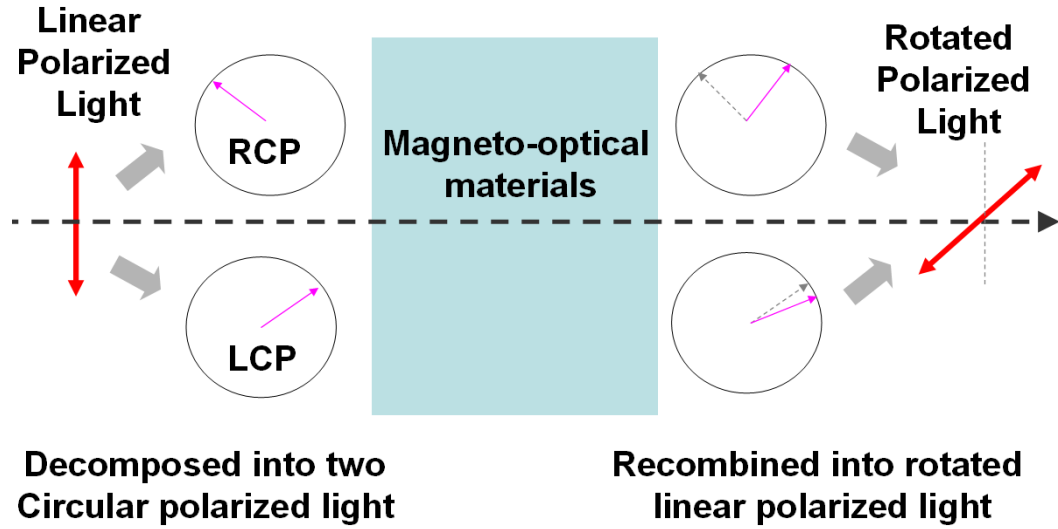 Linear
Polarized
Light
RCP
LCP
Magneto-optical
materials
Rotated
Polarized
Light
Decomposed into two
Circular polarized light
Recombined into rotated
linear polarized light